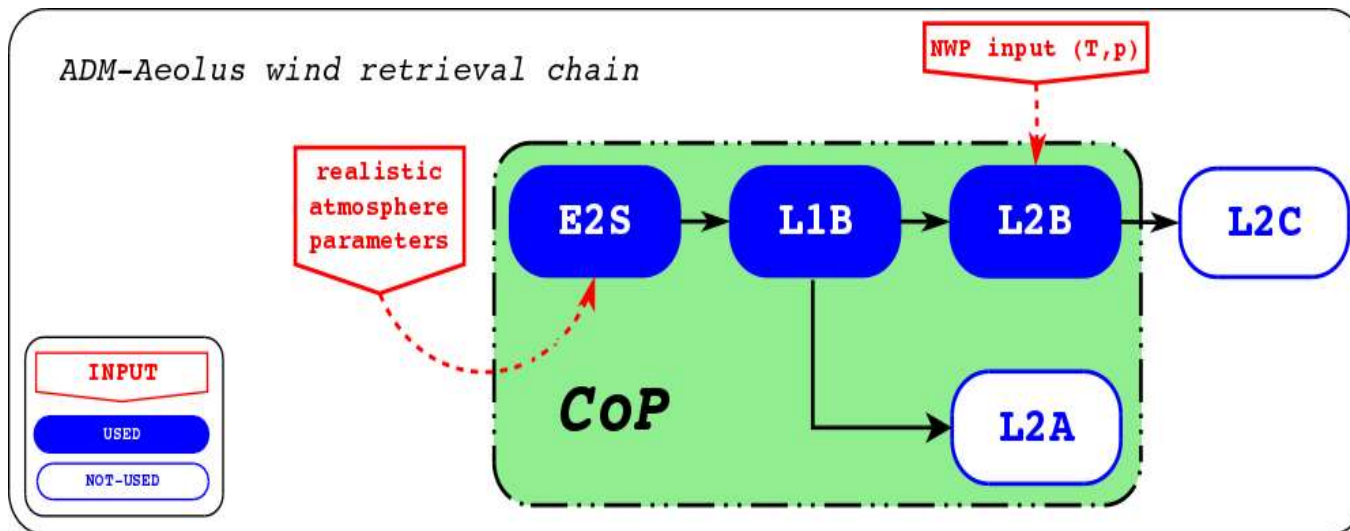 ADM-Aeolus wind retrieval chain
NWP input (T,p)
realistic
atmosphere
parameters
E2S
L1B
L2B
L2C
CoP
L2A
INPUT
USED
NOT-USED